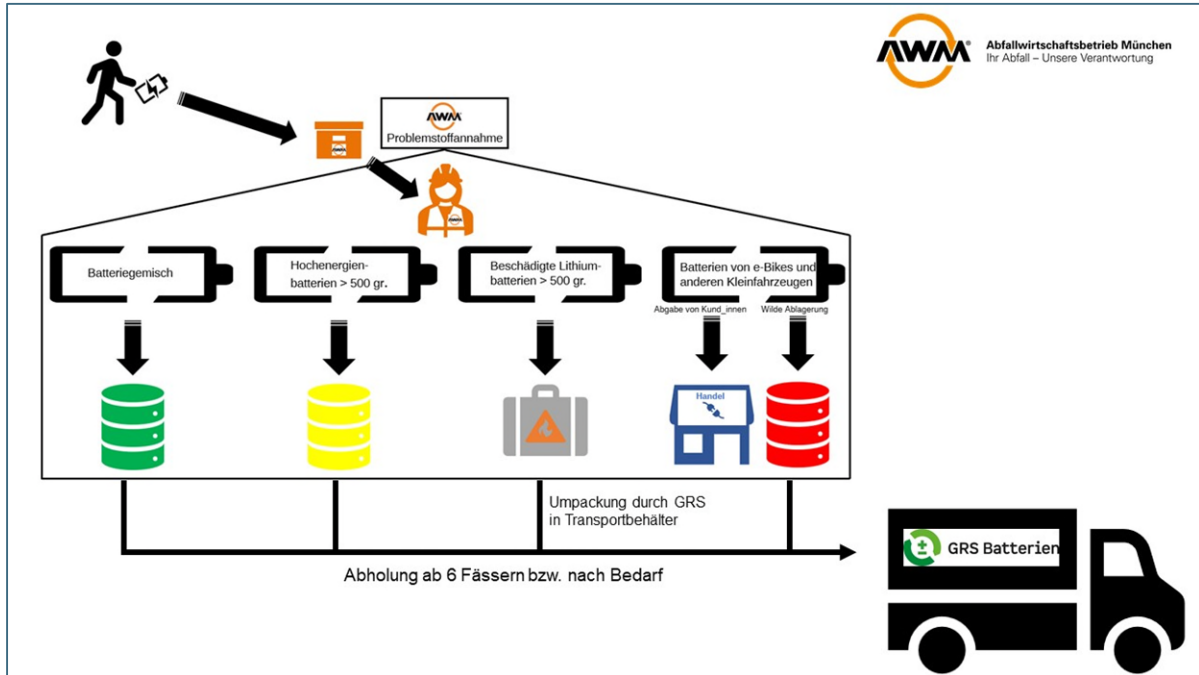 AWM
Abfallwirtschaftsbetrieb München
Ihr Abfall – Unsere Verantwortung
AWM
Problemstoffannahme
Batteriegemisch
Hochenergien-
batterien > 500 gr.
Beschädigte Lithium-
batterien > 500 gr.
Batterien von e-Bikes und
anderen Kleinfahrzeugen
Abgabe von Kund_innen
Wilde Ablagerung
Handel
Umpackung durch GRS
in Transportbehälter
Abholung ab 6 Fässern bzw. nach Bedarf
GRS Batterien